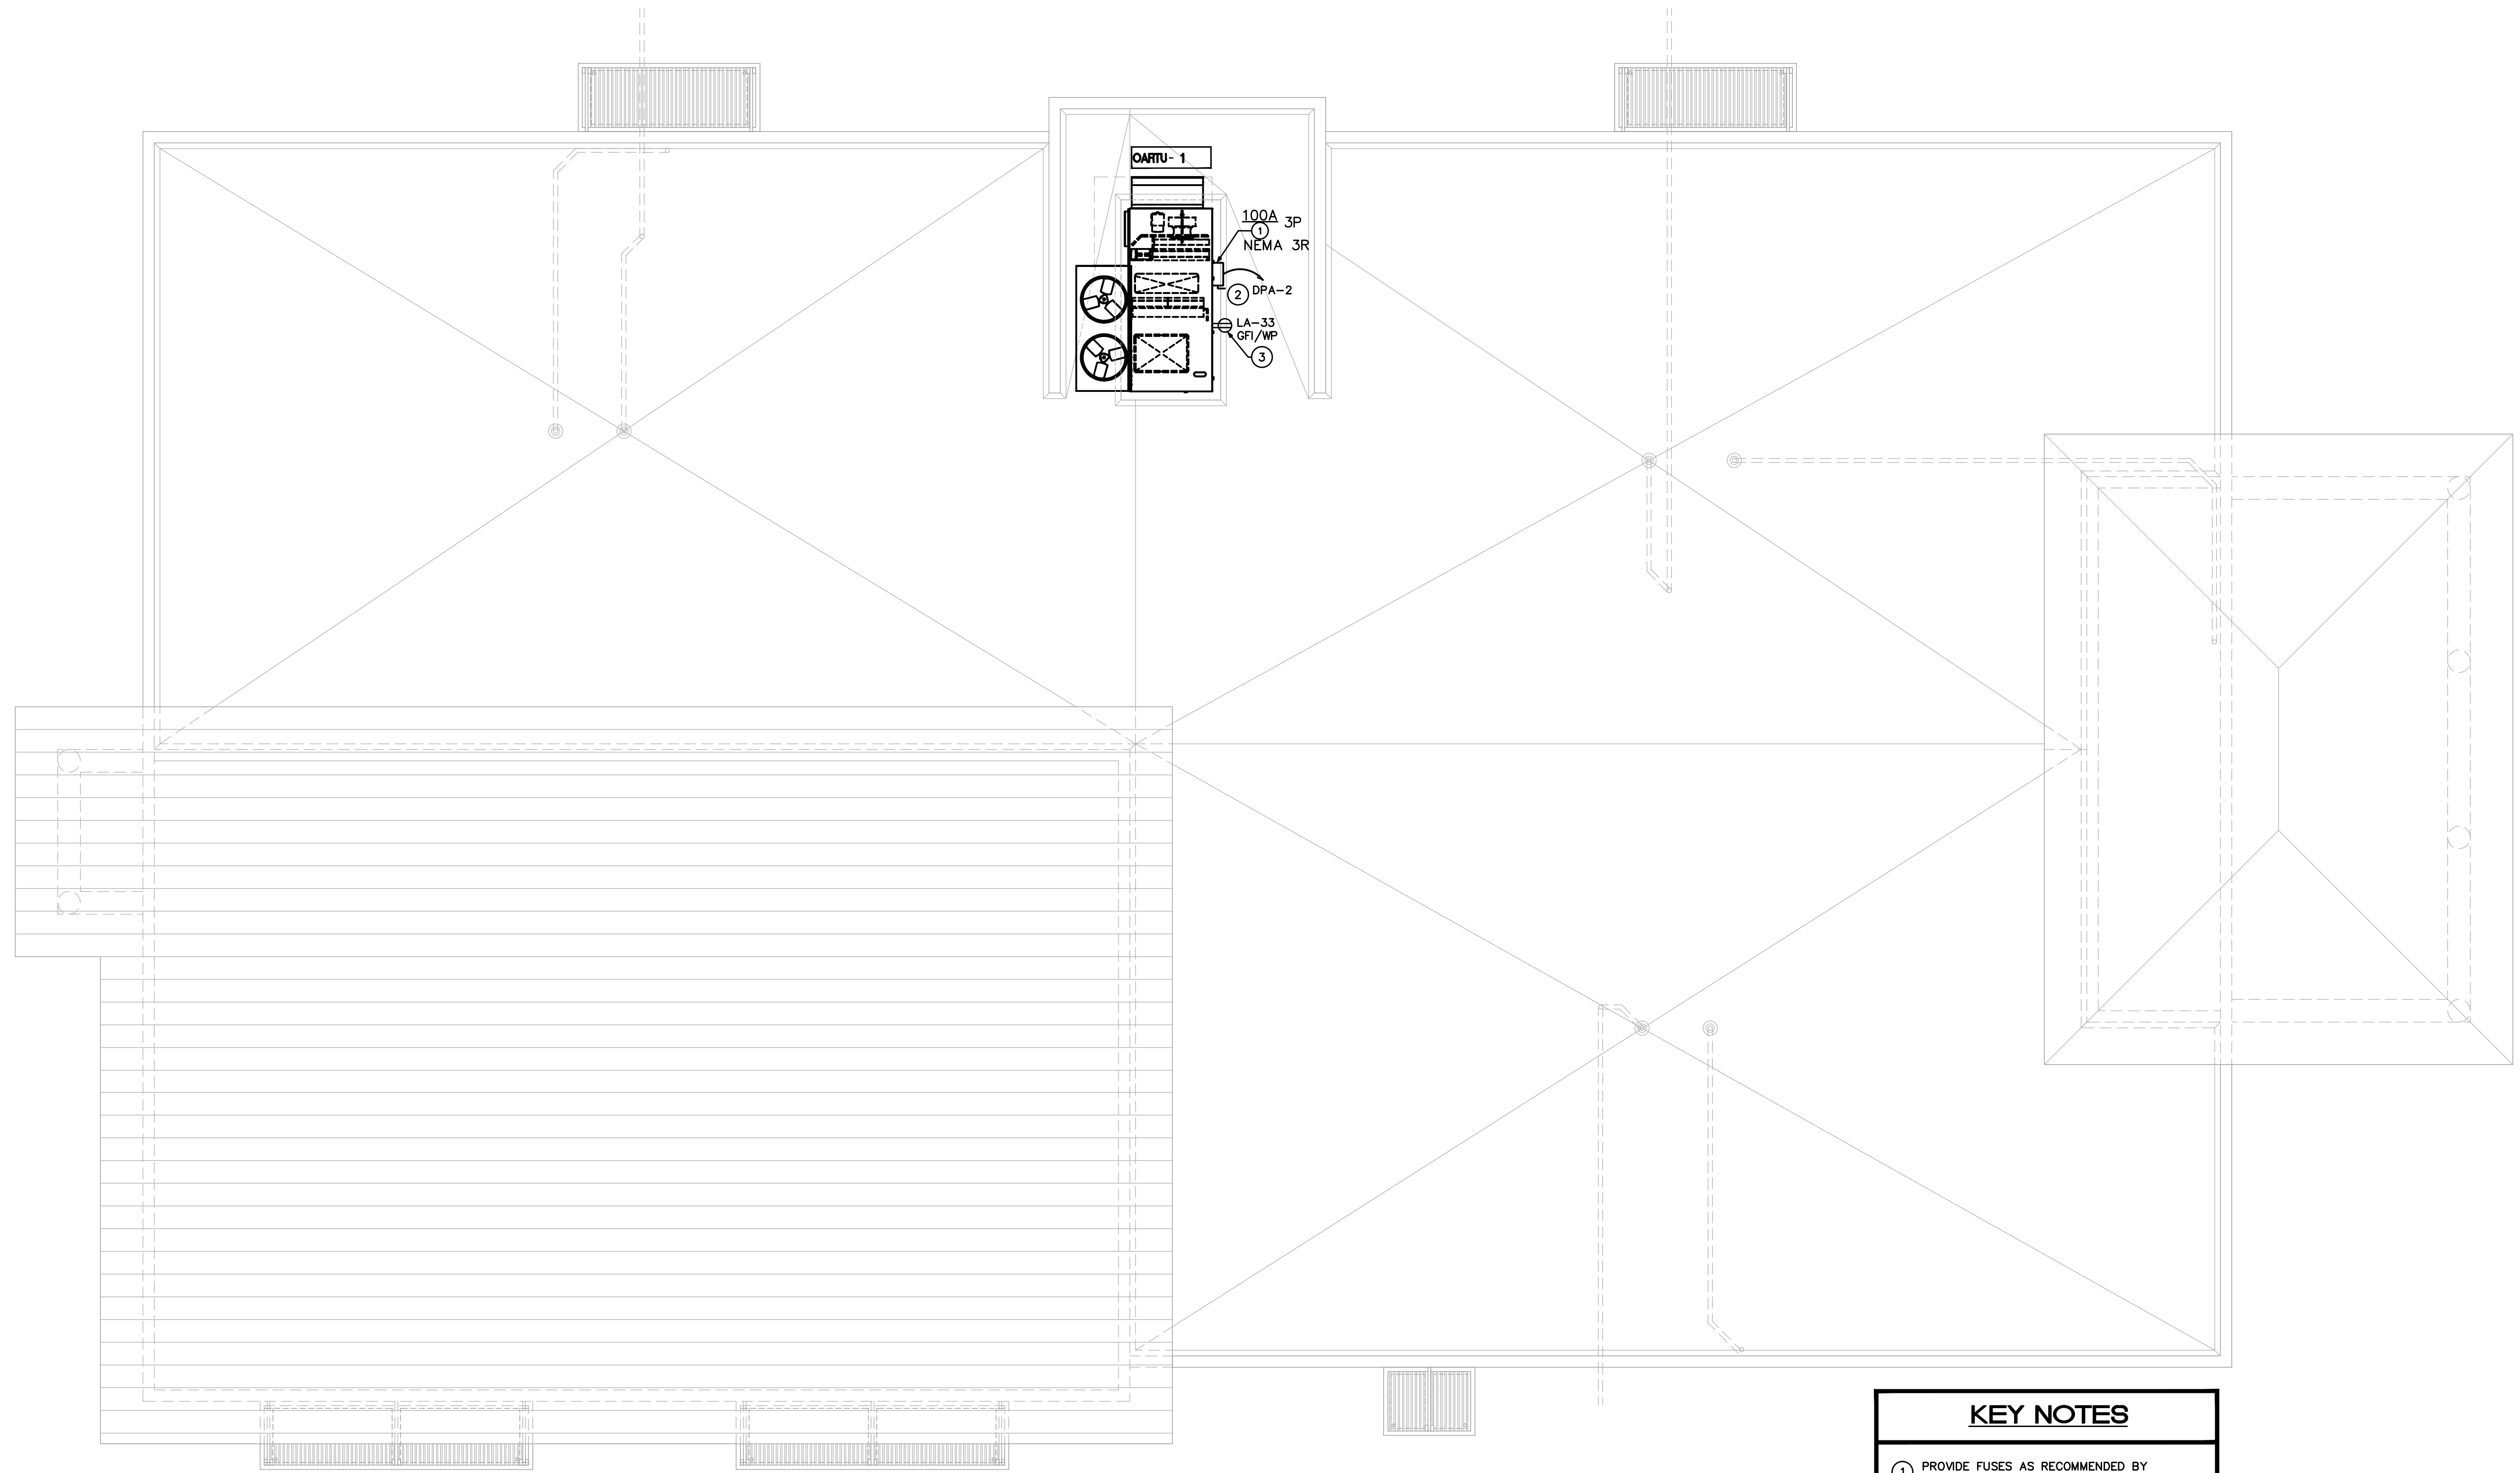 OARTU-1
100A 3P
1
NEMA 3R
2 DPA-2
LA-33
GFI/WP
3
KEY NOTES
1 PROVIDE FUSES AS RECOMMENDED BY